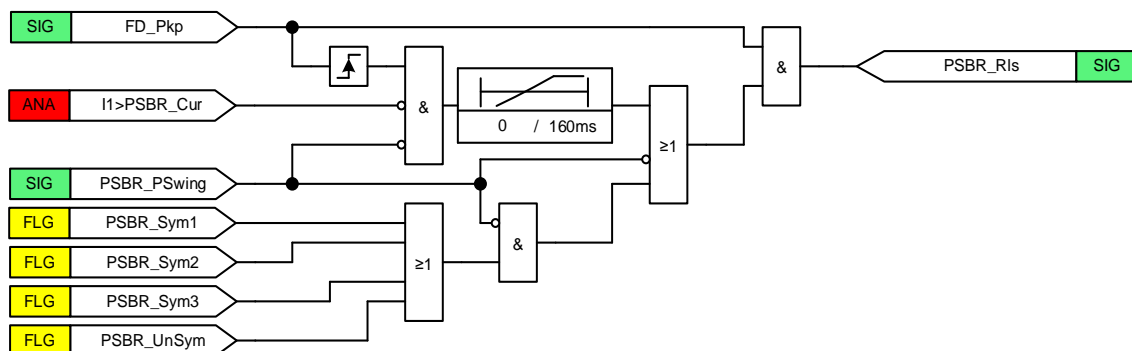 SIG FD_Pkp
& PSBR_RIs SIG
ANA I1>PSBR_Cur
&
0 / 160ms
≥1
SIG PSBR_PSwing
FLG PSBR_Sym1
&
FLG PSBR_Sym2
≥1
FLG PSBR_Sym3
FLG PSBR_UnSym